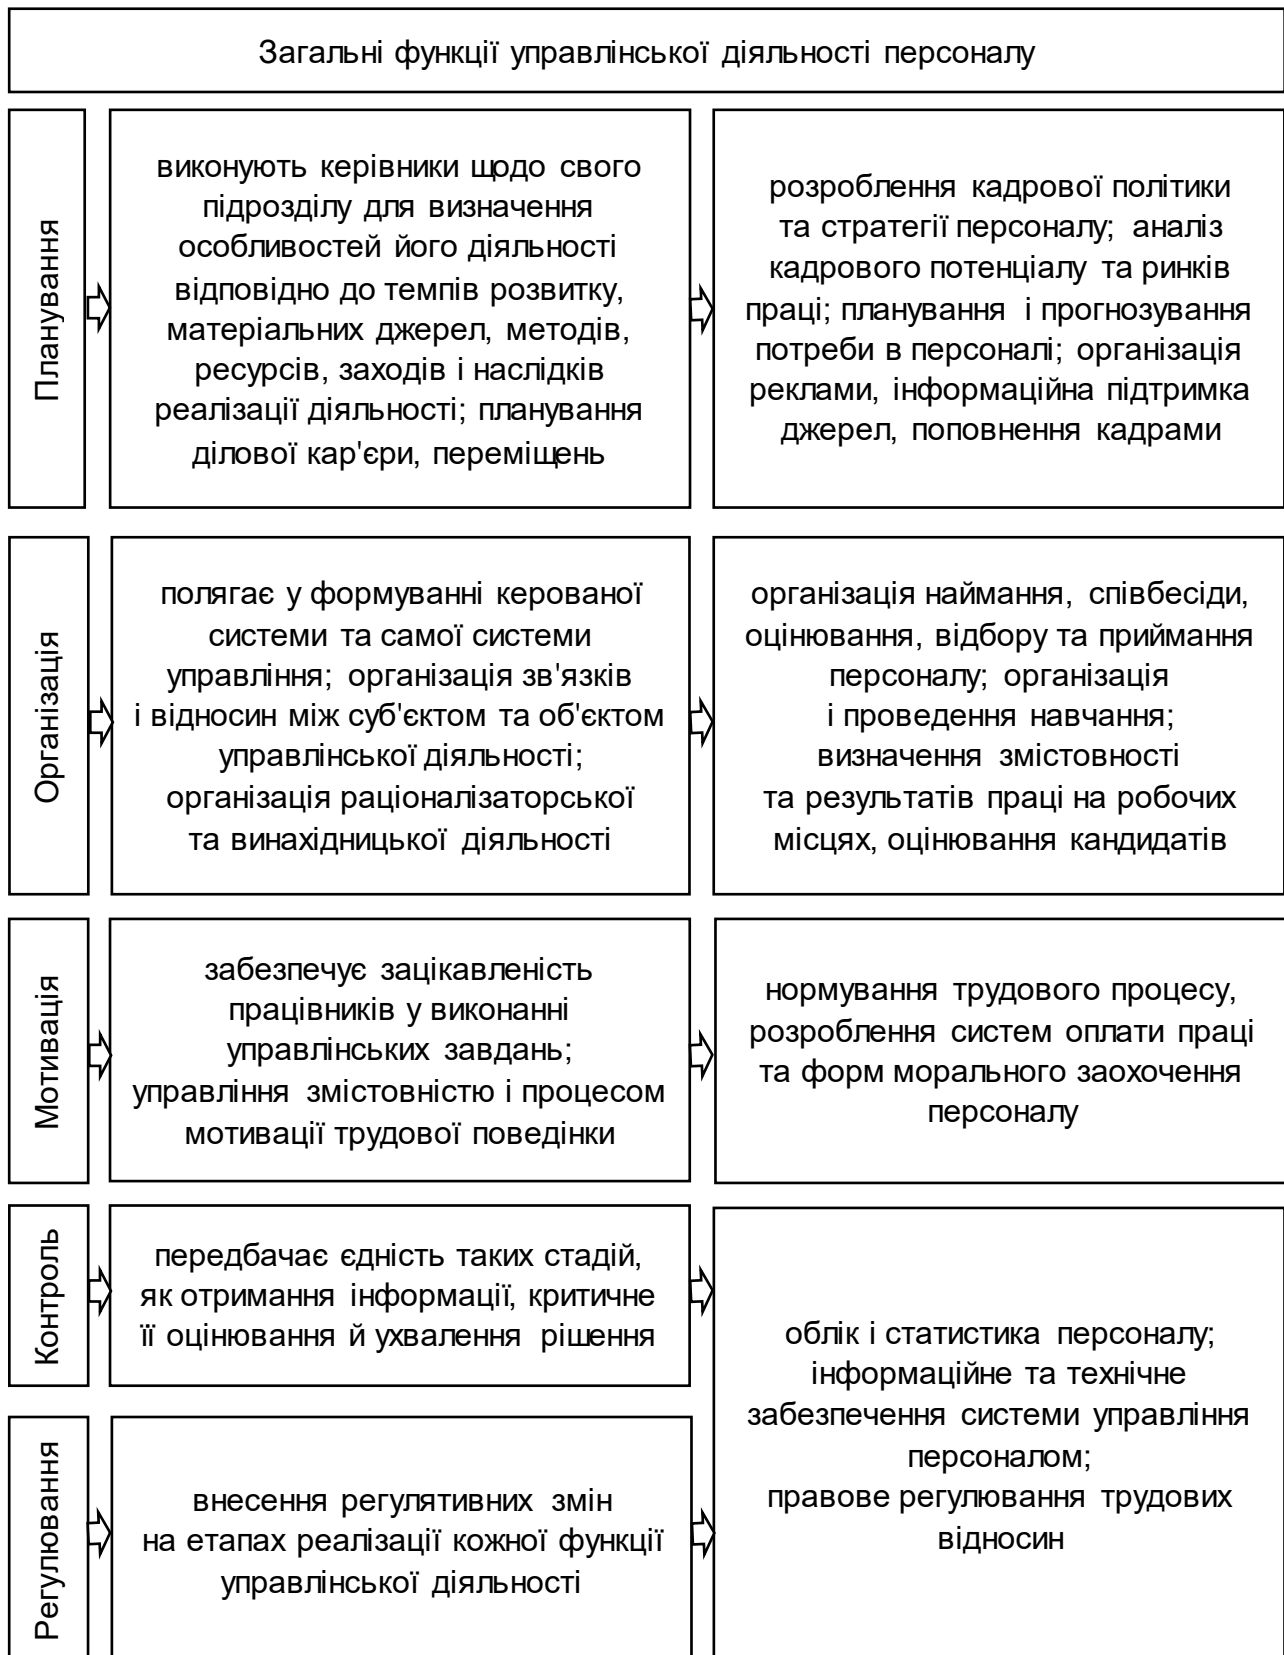 Загальні функції управлінської діяльності персоналу
Планування
виконують керівники щодо свого
підрозділу для визначення
особливостей його діяльності
відповідно до темпів розвитку,
матеріальних джерел, методів,
ресурсів, заходів і наслідків
реалізації діяльності; планування
ділової кар'єри, переміщень
розроблення кадрової політики
та стратегії персоналу; аналіз
кадрового потенціалу та ринків
праці; планування і прогнозування
потреби в персоналі; організація
реклами, інформаційна підтримка
джерел, поповнення кадрами
Організація
полягає у формуванні керованої
системи та самої системи
управління; організація зв'язків
і відносин між суб'єктом та об'єктом
управлінської діяльності;
організація раціоналізаторської
та винахідницької діяльності
організація наймання, співбесіди,
оцінювання, відбору та приймання
персоналу; організація
і проведення навчання;
визначення змістовності
та результатів праці на робочих
місцях, оцінювання кандидатів
Мотивація
забезпечує зацікавленість
працівників у виконанні
управлінських завдань;
управління змістовністю і процесом
мотивації трудової поведінки
нормування трудового процесу,
розроблення систем оплати праці
та форм морального заохочення
персоналу
Контроль
передбачає єдність таких стадій,
як отримання інформації, критичне
її оцінювання й ухвалення рішення
облік і статистика персоналу;
інформаційне та технічне
забезпечення системи управління
персоналом;
правове регулювання трудових
відносин
Регулювання
внесення регулятивних змін
на етапах реалізації кожної функції
управлінської діяльності